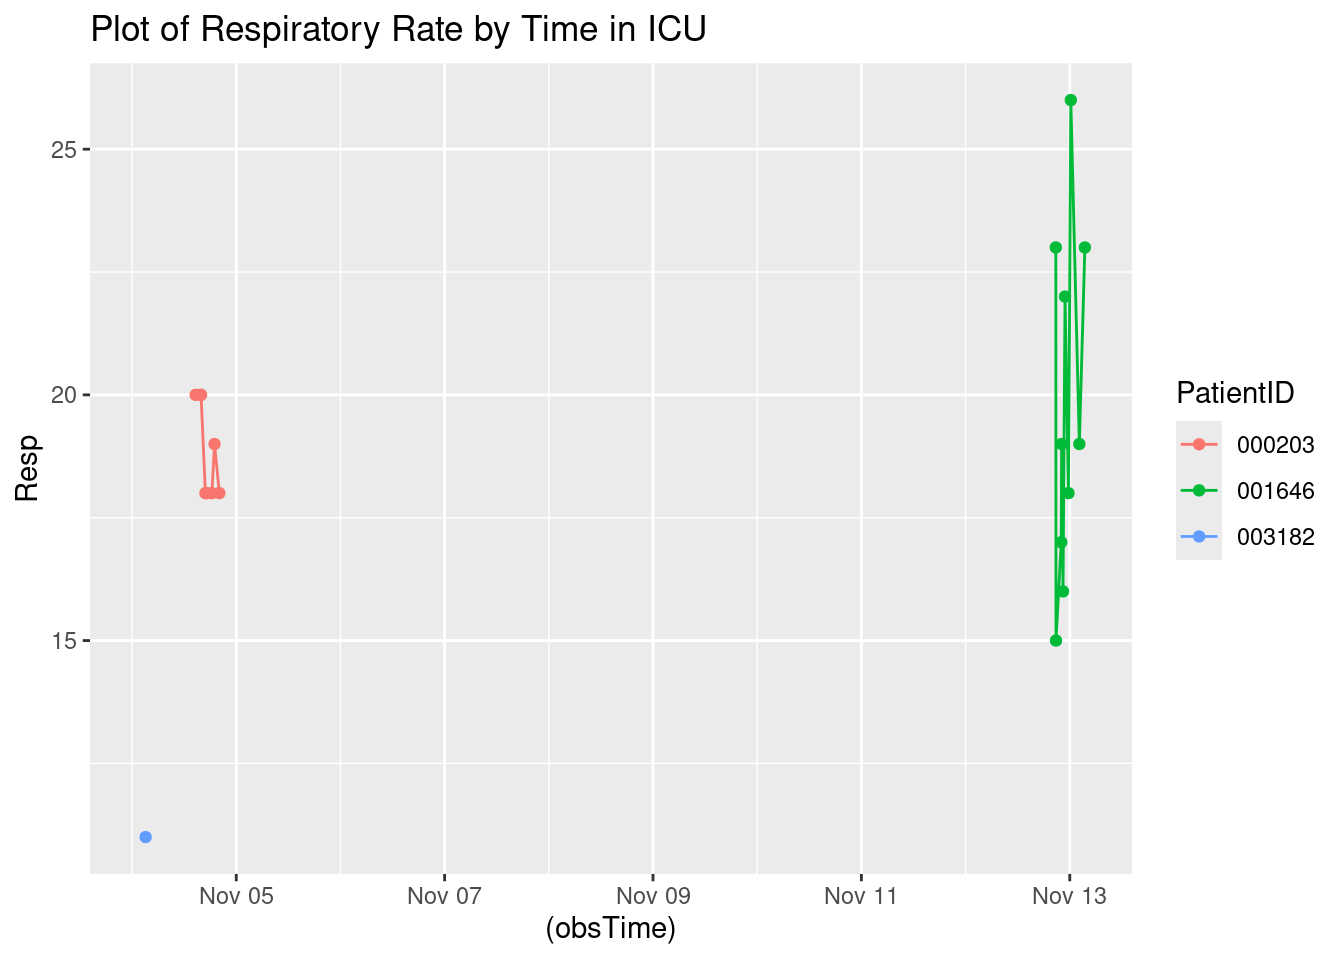 Plot of Respiratory Rate by Time in ICU
25
20
15
Resp
Nov 05
Nov 07
Nov 09
Nov 11
Nov 13
(obsTime)
PatientID
000203
001646
003182